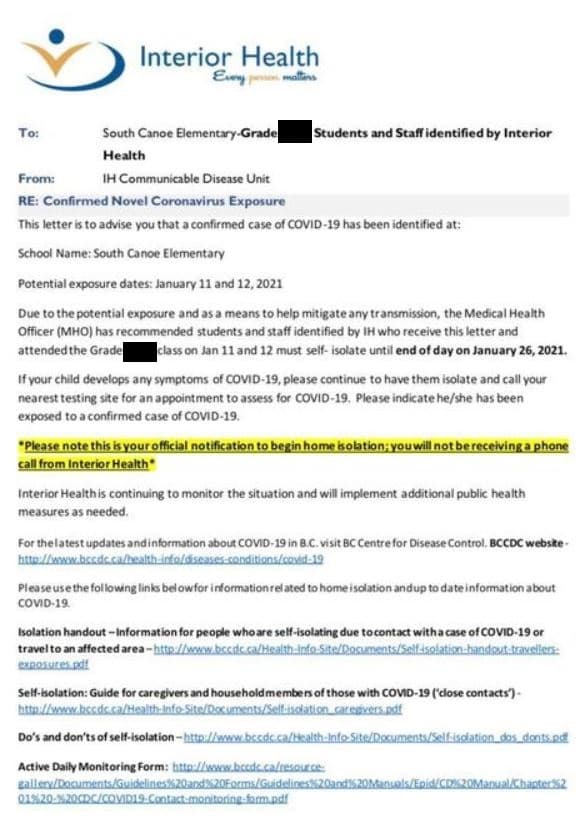 Interior Health
Every person matters
To: South Canoe Elementary-Grade Students and Staff identified by Interior
Health
From: IH Communicable Disease Unit
RE: Confirmed Novel Coronavirus Exposure
This letter is to advise you that a confirmed case of COVID-19 has been identified at:
School Name: South Canoe Elementary
Potential exposure dates: January 11 and 12, 2021
Due to the potential exposure and as a means to help mitigate any transmission, the Medical Health
Officer (MHO) has recommended students and staff identified by IH who receive this letter and
attended the Grade class on Jan 11 and 12 must self- isolate until end of day on January 26, 2021.
If your child develops any symptoms of COVID-19, please continue to have them isolate and call your
nearest testing site for an appointment to assess for COVID-19. Please indicate he/she has been
exposed to a confirmed case of COVID-19.
*Please note this is your official notification to begin home isolation; you will not be receiving a phone
call from Interior Health*
Interior Health is continuing to monitor the situation and will implement additional public health
measures as needed.
For the latest updates and information about COVID-19 in B.C. visit BC Centre for Disease Control. BCCDC website -
http://www.bccdc.ca/health-info/diseases-conditions/covid-19
Please use the following links below for information related to home isolation and up to date information about
COVID-19.
Isolation handout – Information for people who are self-isolating due to contact with a case of COVID-19 or
travel to an affected area – http://www.bccdc.ca/Health-Info-Site/Documents/Self-isolation-handout-travellers-
exposures.pdf
Self-isolation: Guide for caregivers and household members of those with COVID-19 ('close contacts') -
http://www.bccdc.ca/Health-Info-Site/Documents/Self-isolation_caregivers.pdf
Do's and don'ts of self-isolation – http://www.bccdc.ca/Health-Info-Site/Documents/Self-isolation_dos_donts.pdf
Active Daily Monitoring Form: http://www.bccdc.ca/resource-
gallery/Documents/Guidelines%20and%20Forms/Guidelines%20and%20Manuals/Epid/CD%20Manual/Chapter%2
01%20-%20CDC/COVID19-Contact-monitoring-form.pdf